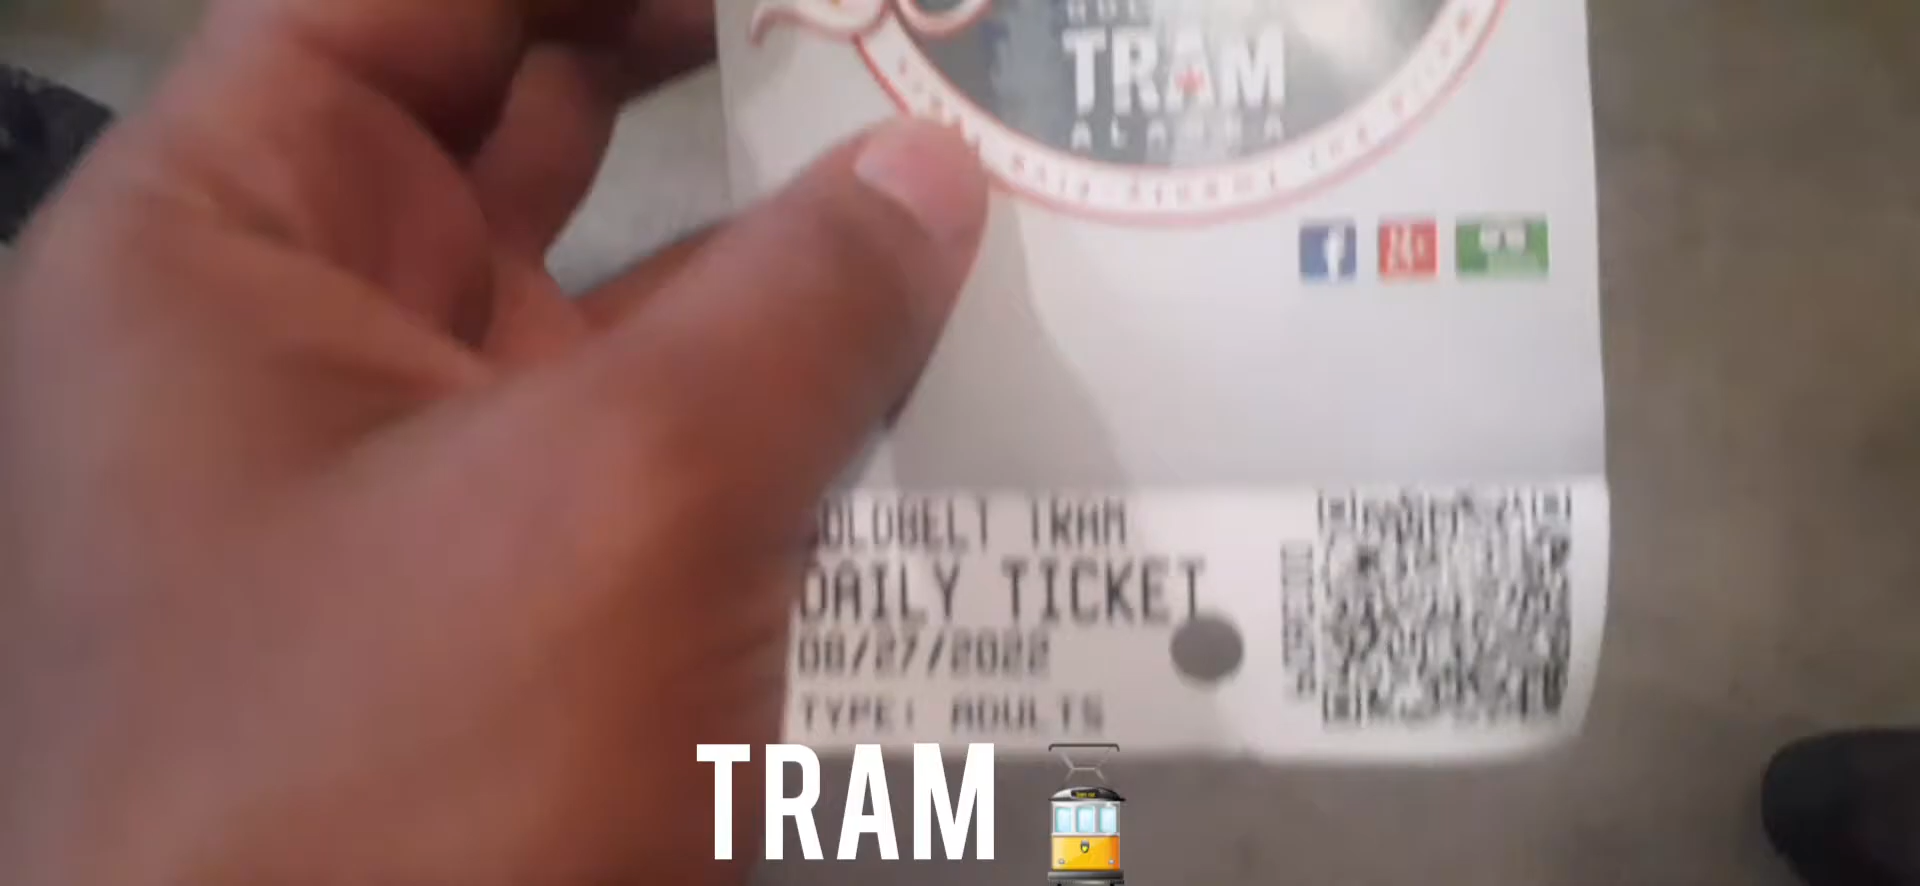 TRAM
ALASKA
GOLDBELT TRAM
DAILY TICKET
08/27/2022
TYPE: ADULTS
TRAM